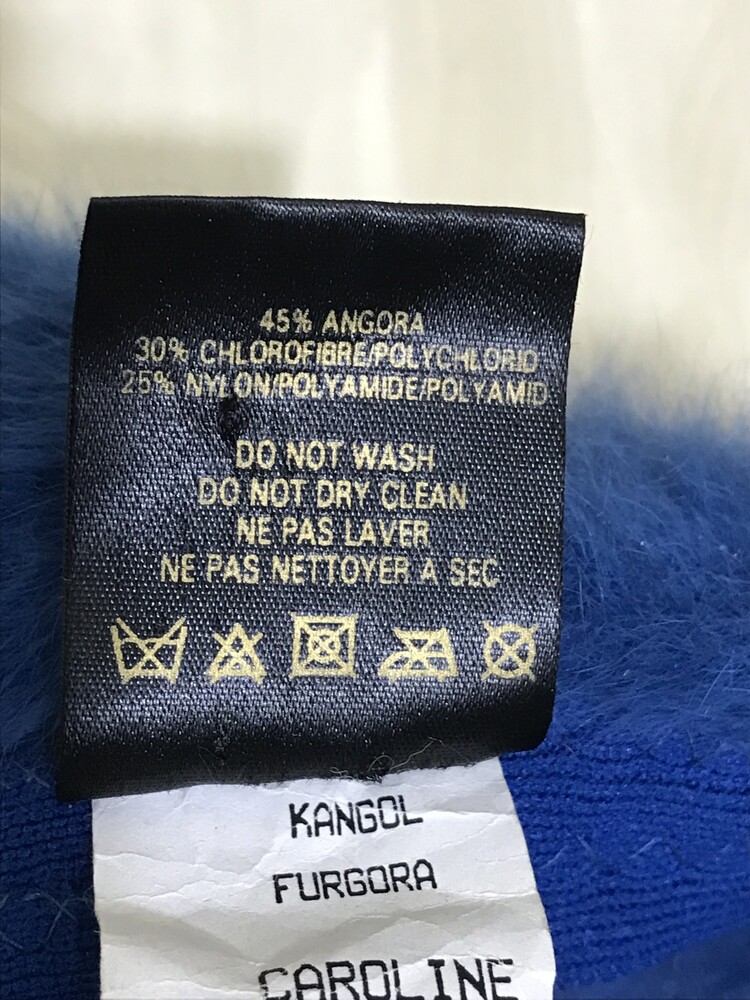 45% ANGORA
30% CHLOROFIBRE/POLYCHLORID
25% NYLON/POLYAMIDE/POLYAMID
DO NOT WASH
DO NOT DRY CLEAN
NE PAS LAVER
NE PAS NETTOYER A SEC
KANGOL
FURGORA
CAROLINE